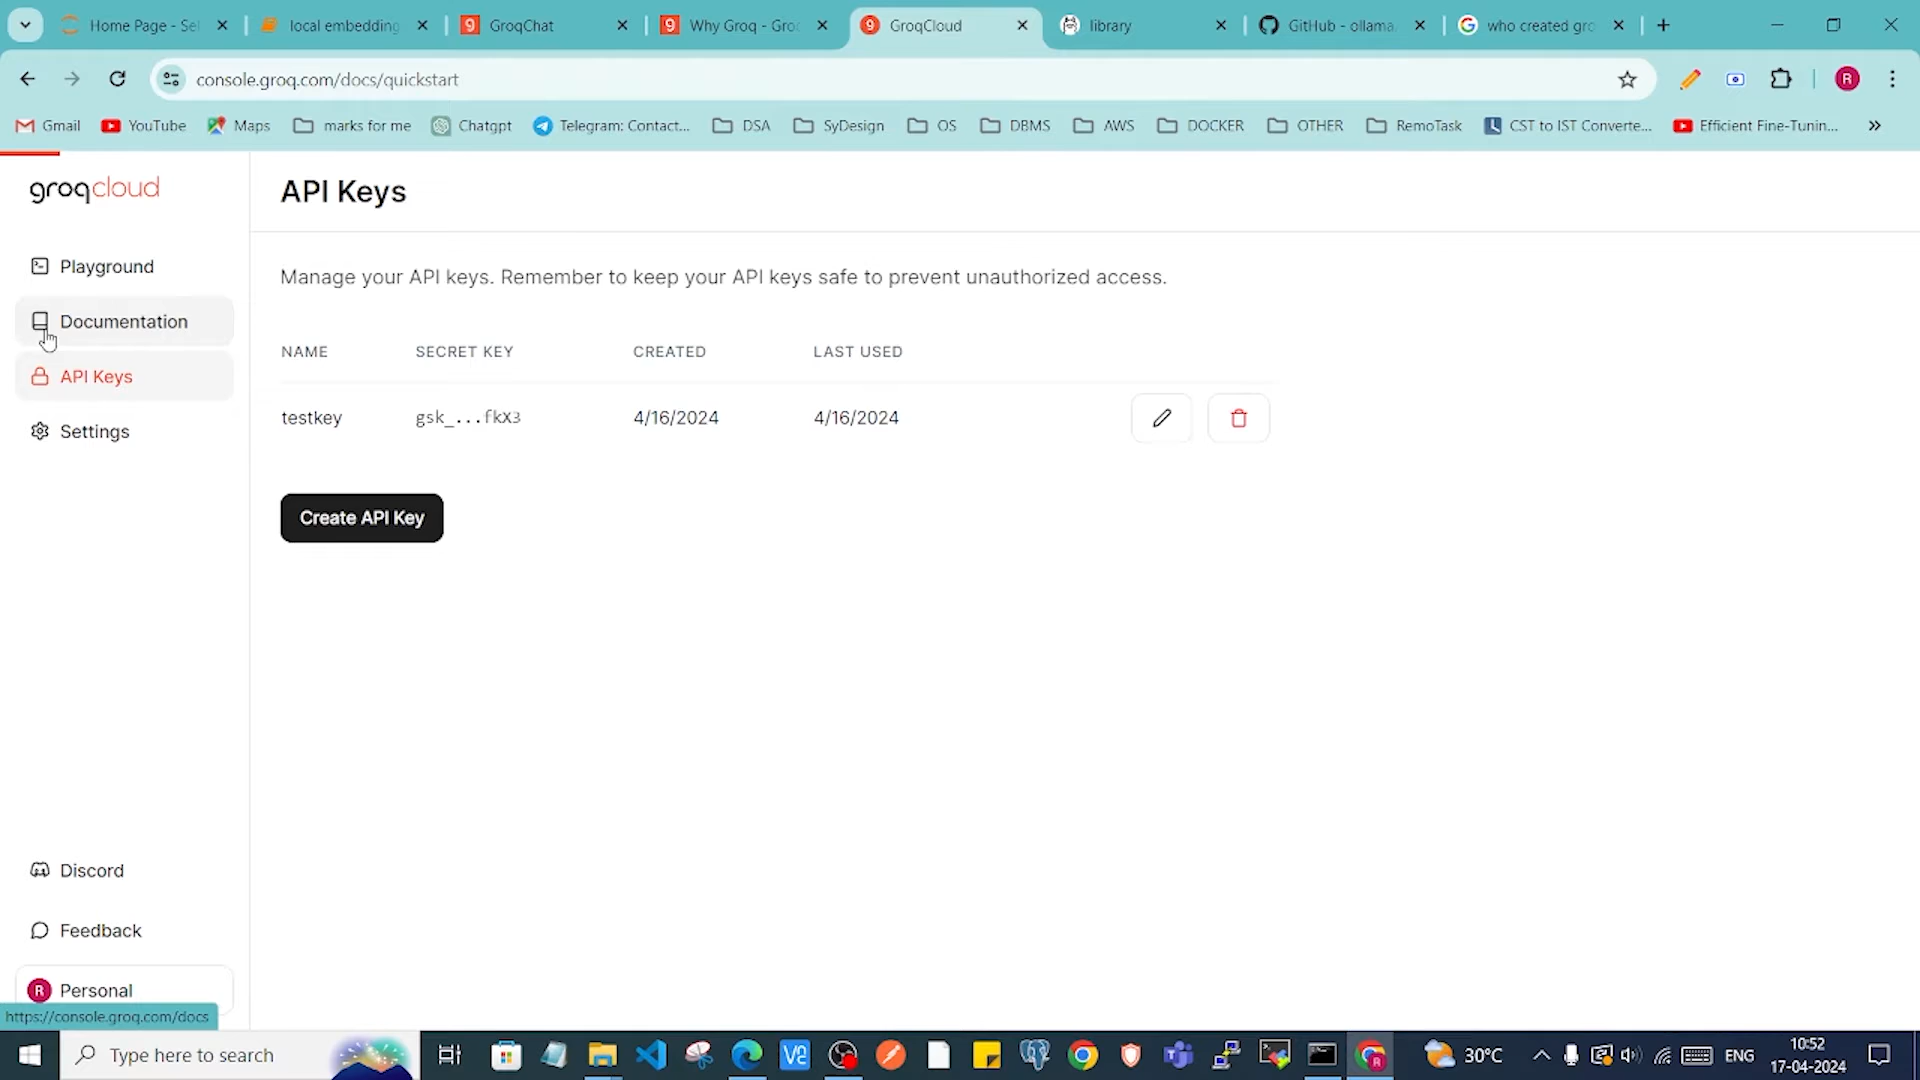 Home Page - Sel
local embedding
GroqChat
Why Groq - Groq
GroqCloud
library
GitHub - ollama
who created gro
console.groq.com/docs/quickstart
R
Gmail
YouTube
Maps
marks for me
Chatgpt
Telegram: Contact...
DSA
SyDesign
OS
DBMS
AWS
DOCKER
OTHER
RemoTask
CST to IST Converte...
Efficient Fine-Tunin...
groqcloud
API Keys
Playground
Documentation
API Keys
Settings
Manage your API keys. Remember to keep your API keys safe to prevent unauthorized access.
NAME SECRET KEY CREATED LAST USED
testkey gsk_...fkX3 4/16/2024 4/16/2024
Create API Key
Discord
Feedback
R Personal
https://console.groq.com/docs
Type here to search
30°C
ENG
10:52
17-04-2024